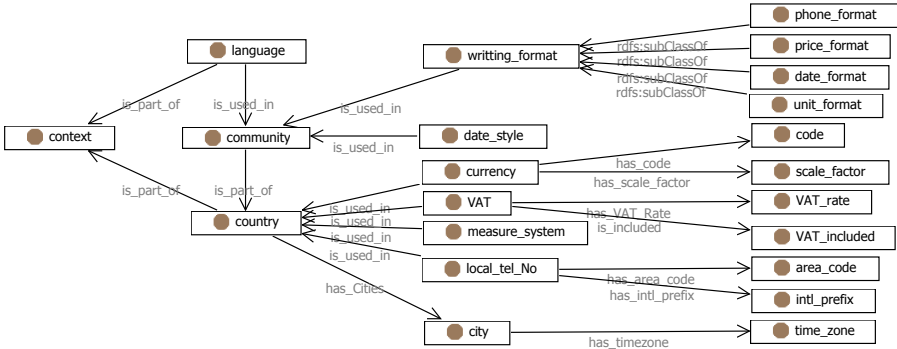 phone_format
language
writting_format
price_format
rdfs:subClassOf
rdfs:subClassOf
rdfs:subClassOf
rdfs:subClassOf
date_format
unit_format
is_part_of
is_used_in
is_used_in
context
community
date_style
code
is_used_in
currency
has_code
scale_factor
has_scale_factor
is_part_of
is_part_of
VAT
VAT_rate
is_used_in
has_VAT_Rate
country
is_used_in
is_included
measure_system
VAT_included
is_used_in
is_used_in
local_tel_No
area_code
has_area_code
has_Cities
has_intl_prefix
intl_prefix
city
time_zone
has_timezone